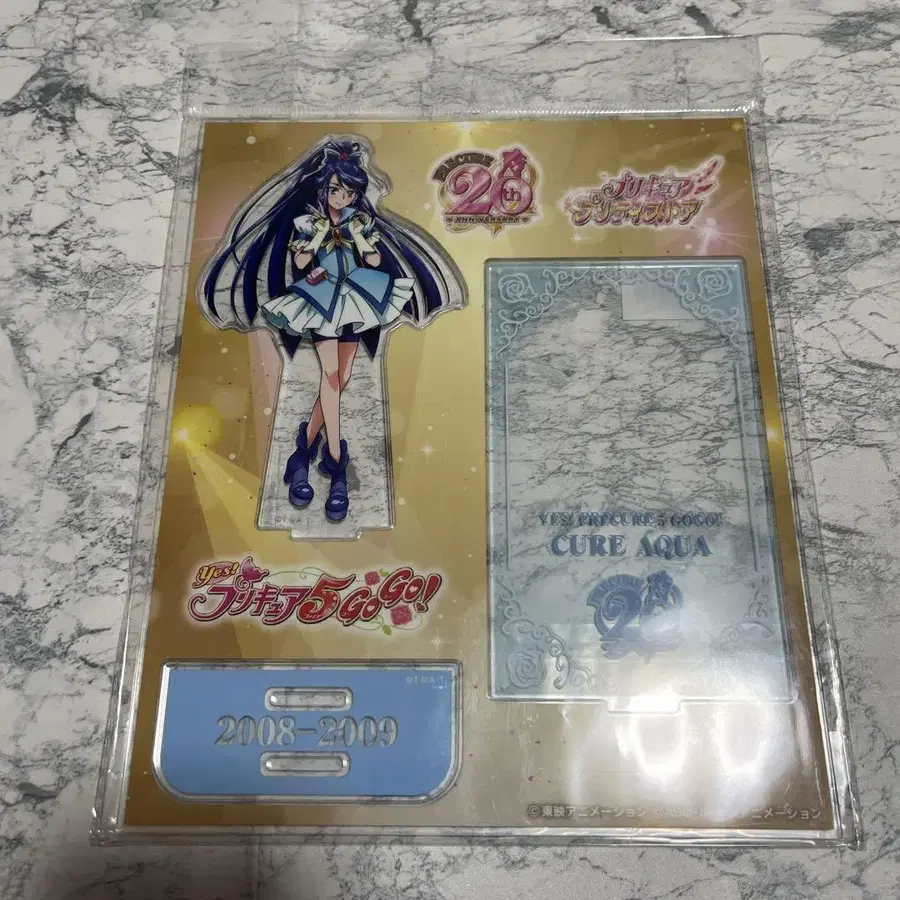 PRECURE
20th
ANNIVERSARY
プリキュア
プリティストア
YES! PRECURE 5 GOGO!
CURE AQUA
20
Yes!
プリキュア5GoGo!
2008-2009
©東映アニメーション
アニメーション